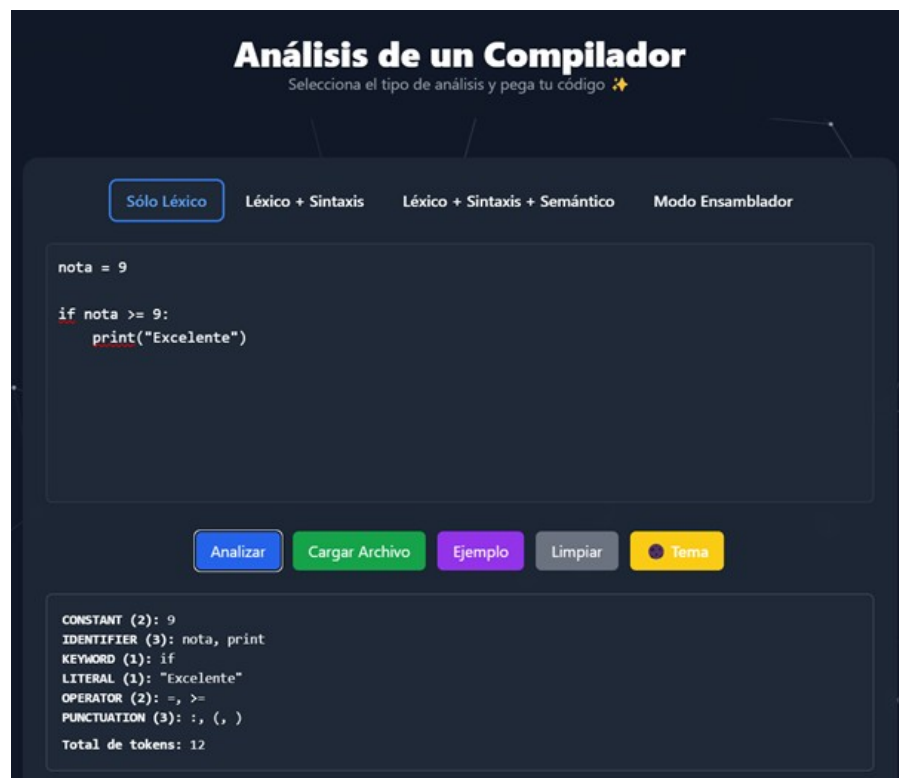 Análisis de un Compilador
Selecciona el tipo de análisis y pega tu código ✨
Sólo Léxico Léxico + Sintaxis Léxico + Sintaxis + Semántico Modo Ensamblador
nota = 9
if nota >= 9:
    print("Excelente")
Analizar Cargar Archivo Ejemplo Limpiar 🌑 Tema
CONSTANT (2): 9
IDENTIFIER (3): nota, print
KEYWORD (1): if
LITERAL (1): "Excelente"
OPERATOR (2): =, >=
PUNCTUATION (3): :, (, )
Total de tokens: 12